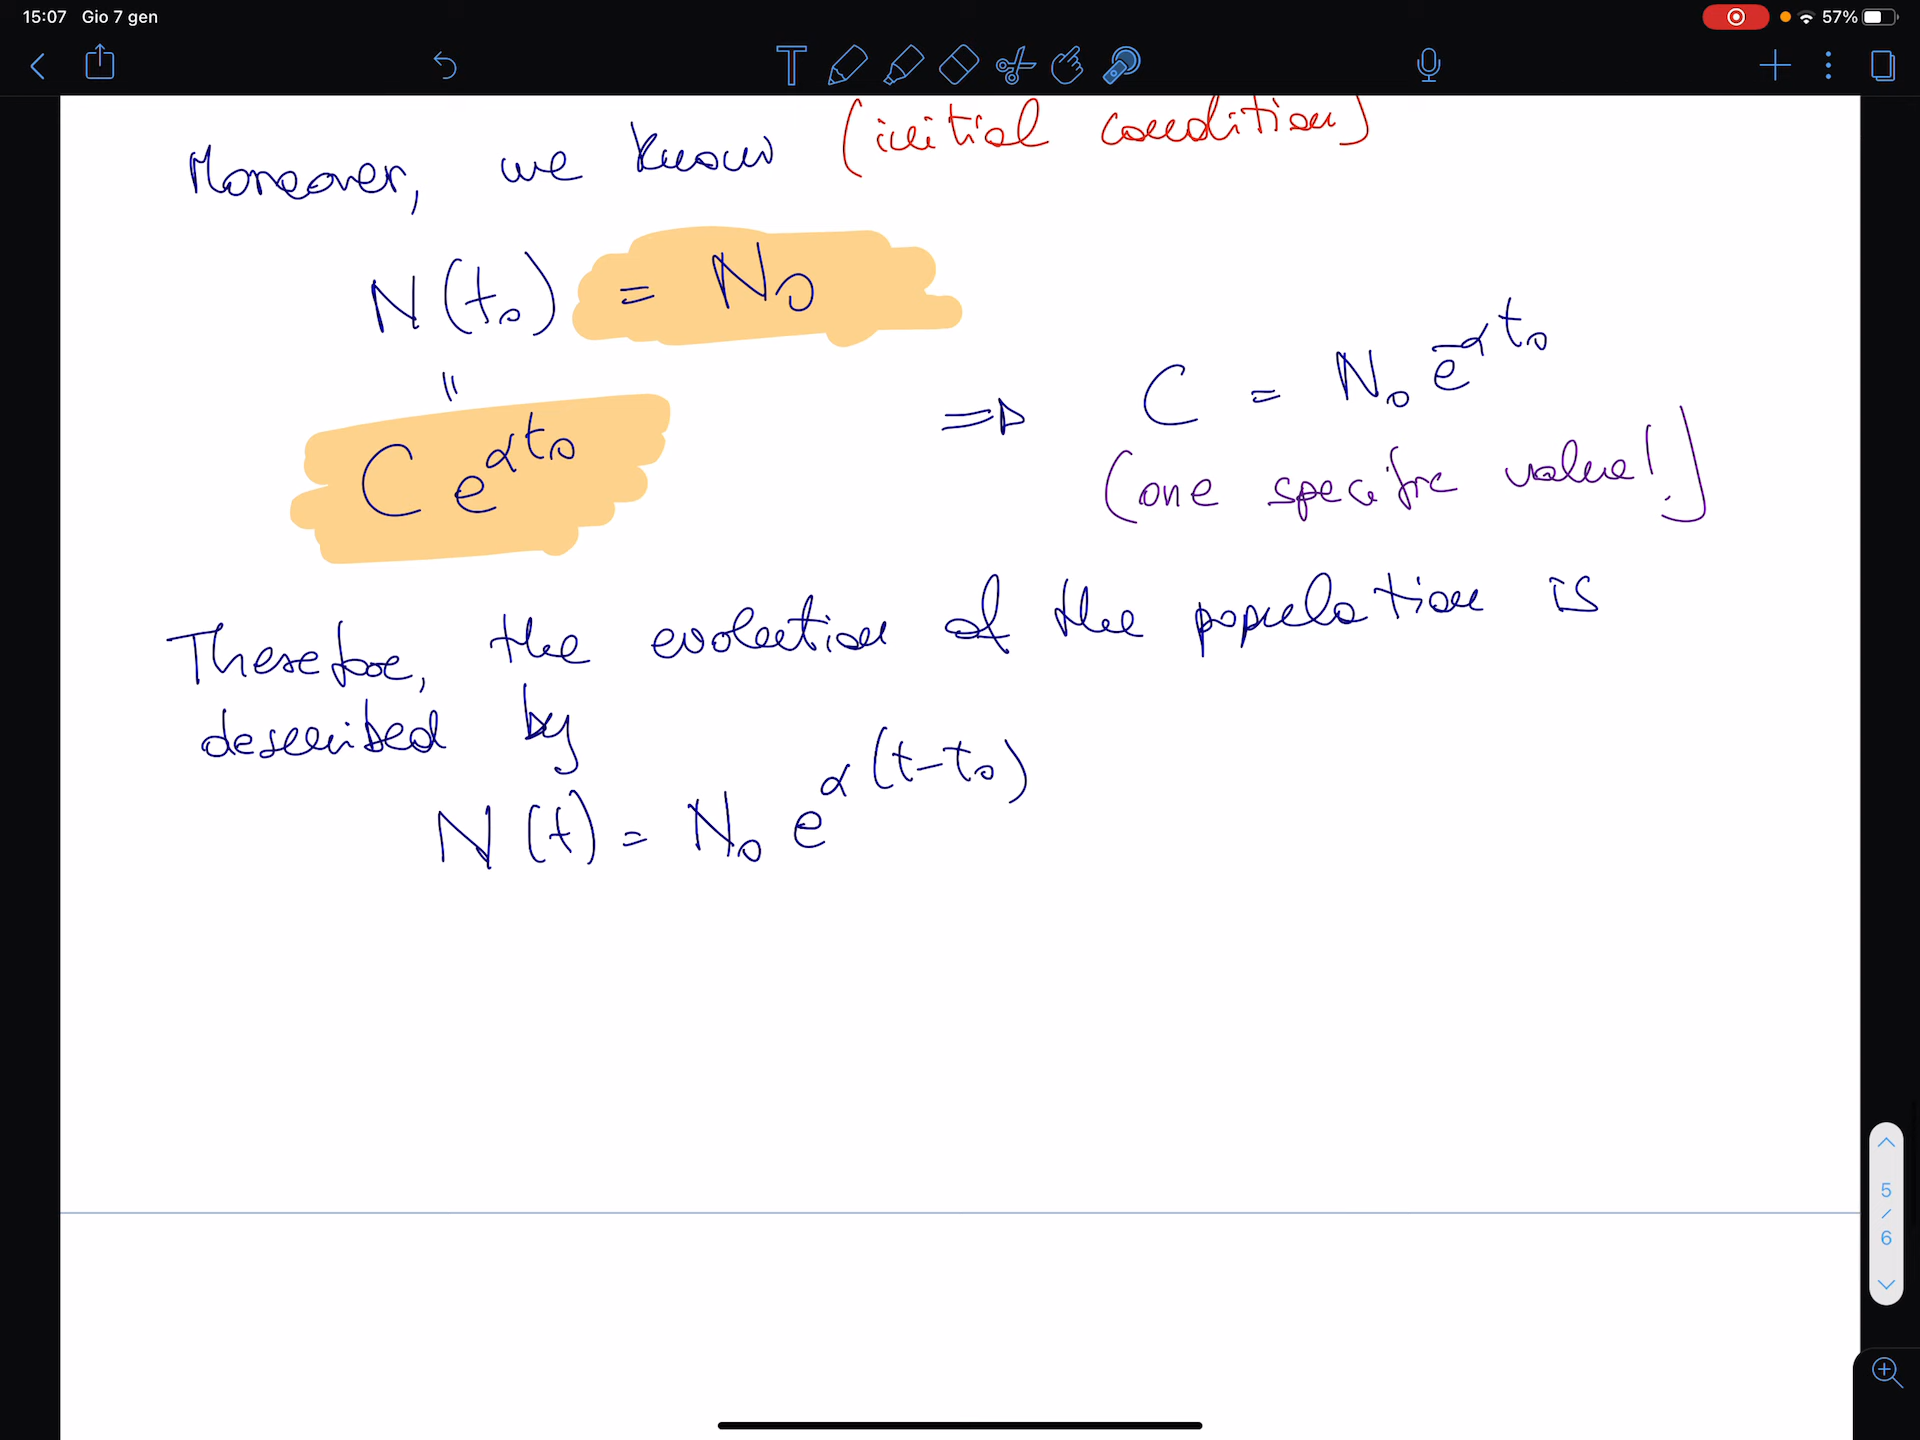 15:07 Gio 7 gen 57%
Moreover, we know (initial condition)
N(t₀) = N₀
=
C e^{αt₀} ⇒ C = N₀ e^{-αt₀}
(one specific value!)
Therefore, the evolution of the population is
described by
N(t) = N₀ e^{α(t-t₀)}
5
/
6